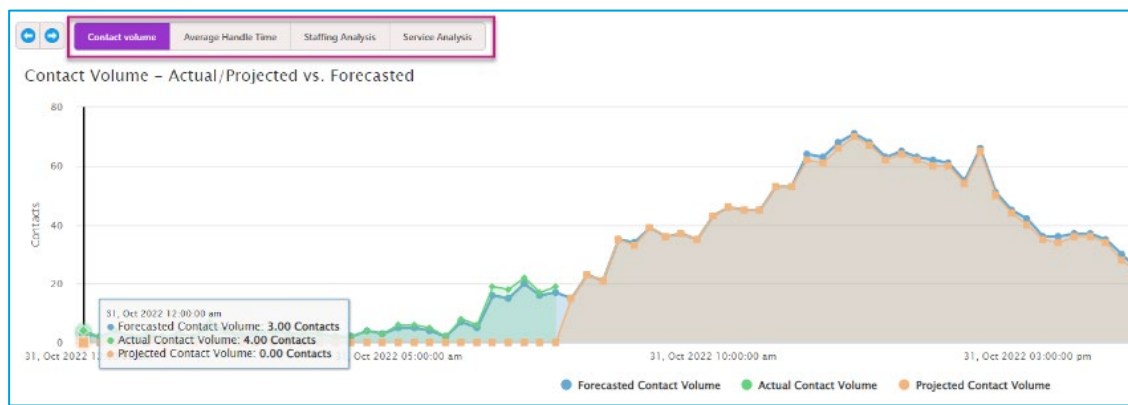 Contact volume Average Handle Time Staffing Analysis Service Analysis
Contact Volume – Actual/Projected vs. Forecasted
80
60
40
20
0
Contacts
31, Oct 2022 12:00:00 am
Forecasted Contact Volume: 3.00 Contacts
Actual Contact Volume: 4.00 Contacts
Projected Contact Volume: 0.00 Contacts
31, Oct 2022 1 31, Oct 2022 05:00:00 am 31, Oct 2022 10:00:00 am 31, Oct 2022 03:00:00 pm
Forecasted Contact Volume Actual Contact Volume Projected Contact Volume